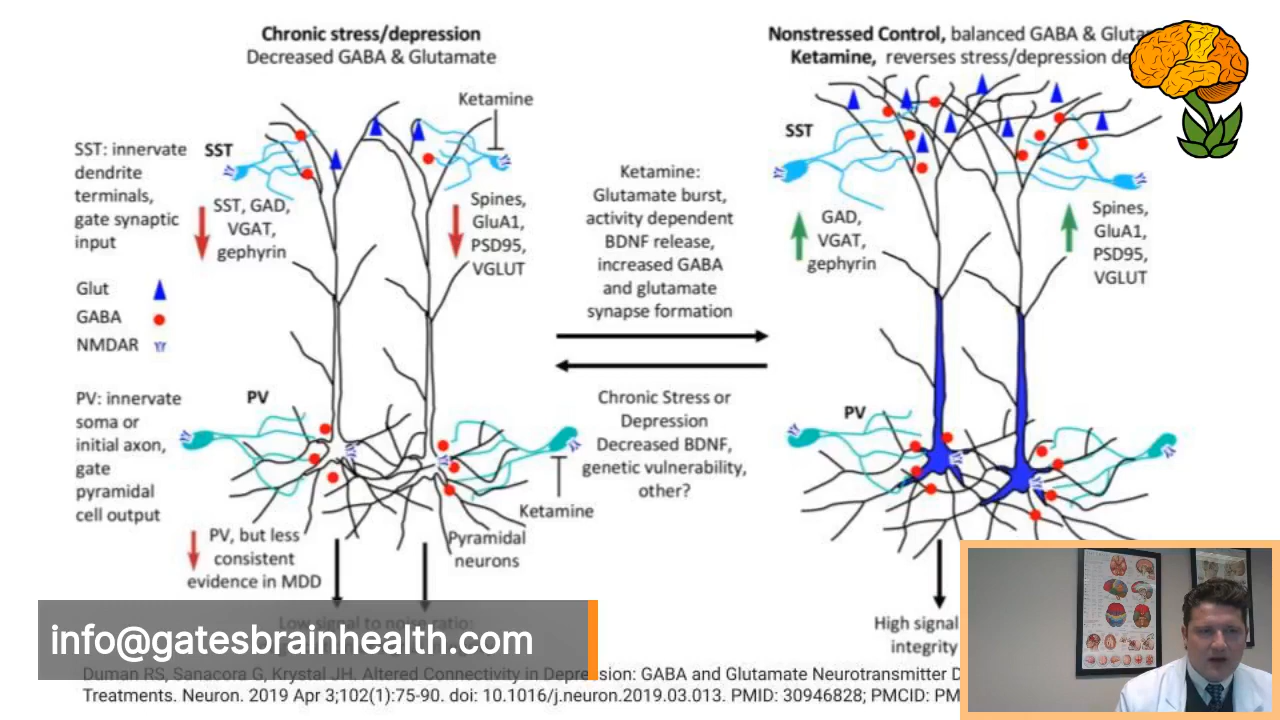 Chronic stress/depression
Decreased GABA & Glutamate
Nonstressed Control, balanced GABA &
Ketamine, reverses stress/depression
Ketamine
SST: innervate
dendrite
terminals,
gate synaptic
input
SST
SST, GAD,
VGAT,
gephyrin
Spines,
GluA1,
PSD95,
VGLUT
Glut
GABA
NMDAR
Ketamine:
Glutamate burst,
activity dependent
BDNF release,
increased GABA
and glutamate
synapse formation
SST
GAD,
VGAT,
gephyrin
Spines,
GluA1,
PSD95,
VGLUT
PV: innervate
soma or
initial axon,
gate
pyramidal
cell output
PV
Chronic Stress or
Depression
Decreased BDNF,
genetic vulnerability,
other?
PV
Ketamine
PV, but less
consistent
evidence in MDD
Pyramidal
neurons
Low signal to noise ratio:
High signal
integrity
info@gatesbrainhealth.com
Duman RS, Sanacora G, Krystal JH. Altered Connectivity in Depression: GABA and Glutamate Neurotransmitter
Treatments. Neuron. 2019 Apr 3;102(1):75-90. doi: 10.1016/j.neuron.2019.03.013. PMID: 30946828; PMCID: